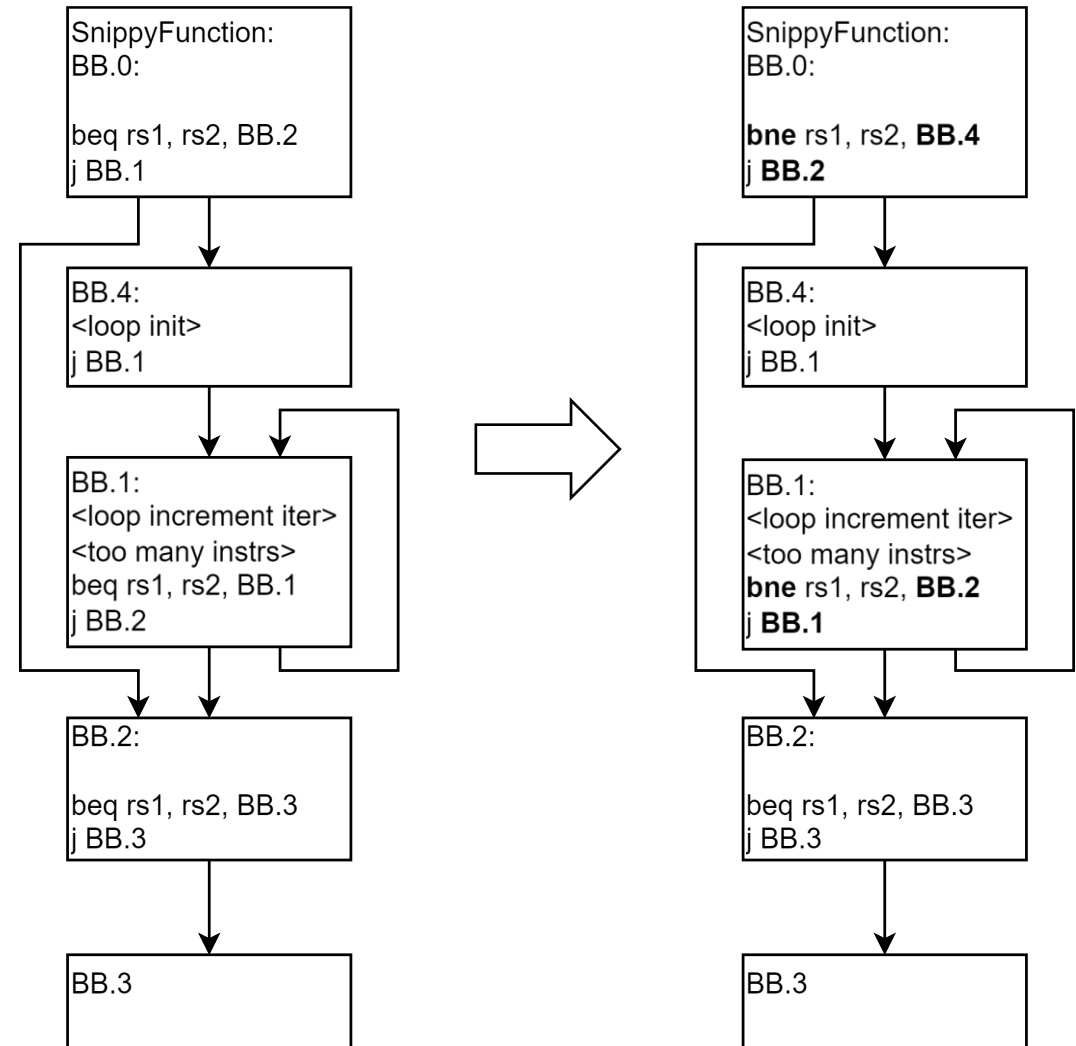 SnippyFunction:
BB.0:
beq rs1, rs2, BB.2
j BB.1
BB.4:
<loop init>
j BB.1
BB.1:
<loop increment iter>
<too many instrs>
beq rs1, rs2, BB.1
j BB.2
BB.2:
beq rs1, rs2, BB.3
j BB.3
BB.3
SnippyFunction:
BB.0:
bne rs1, rs2, BB.4
j BB.2
BB.4:
<loop init>
j BB.1
BB.1:
<loop increment iter>
<too many instrs>
bne rs1, rs2, BB.2
j BB.1
BB.2:
beq rs1, rs2, BB.3
j BB.3
BB.3